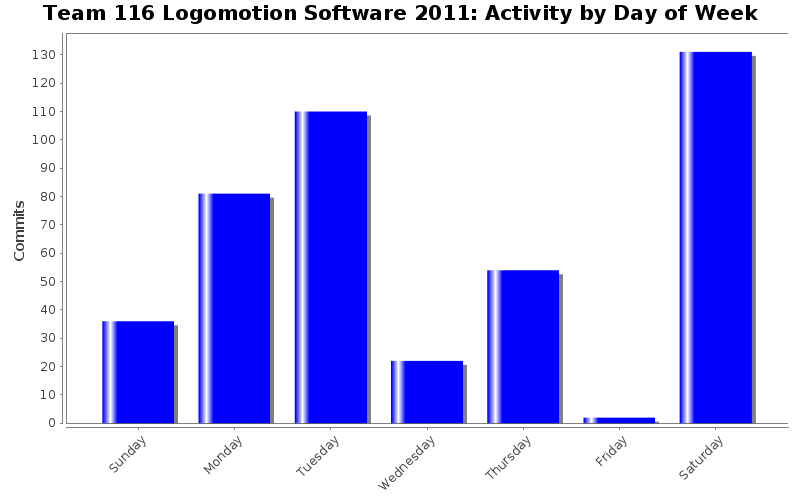 Team 116 Logomotion Software 2011: Activity by Day of Week
Commits
130
120
110
100
90
80
70
60
50
40
30
20
10
0
Sunday
Monday
Tuesday
Wednesday
Thursday
Friday
Saturday